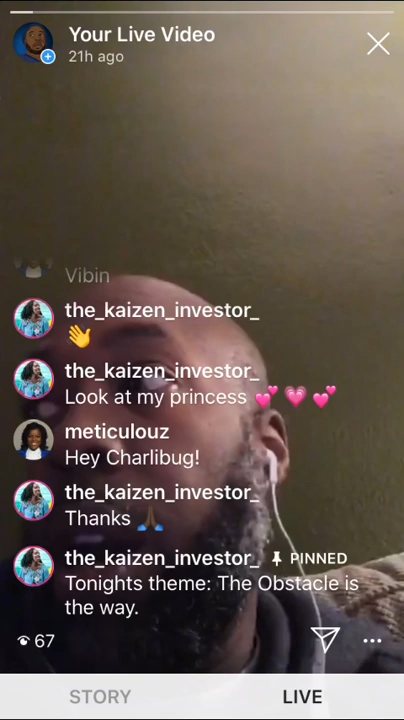 Your Live Video
21h ago
Vibin
the_kaizen_investor_
👋
the_kaizen_investor_
Look at my princess 💕 💗 💕
meticulouz
Hey Charlibug!
the_kaizen_investor_
Thanks 🙏🏾
the_kaizen_investor_ PINNED
Tonights theme: The Obstacle is
the way.
67
STORY
LIVE